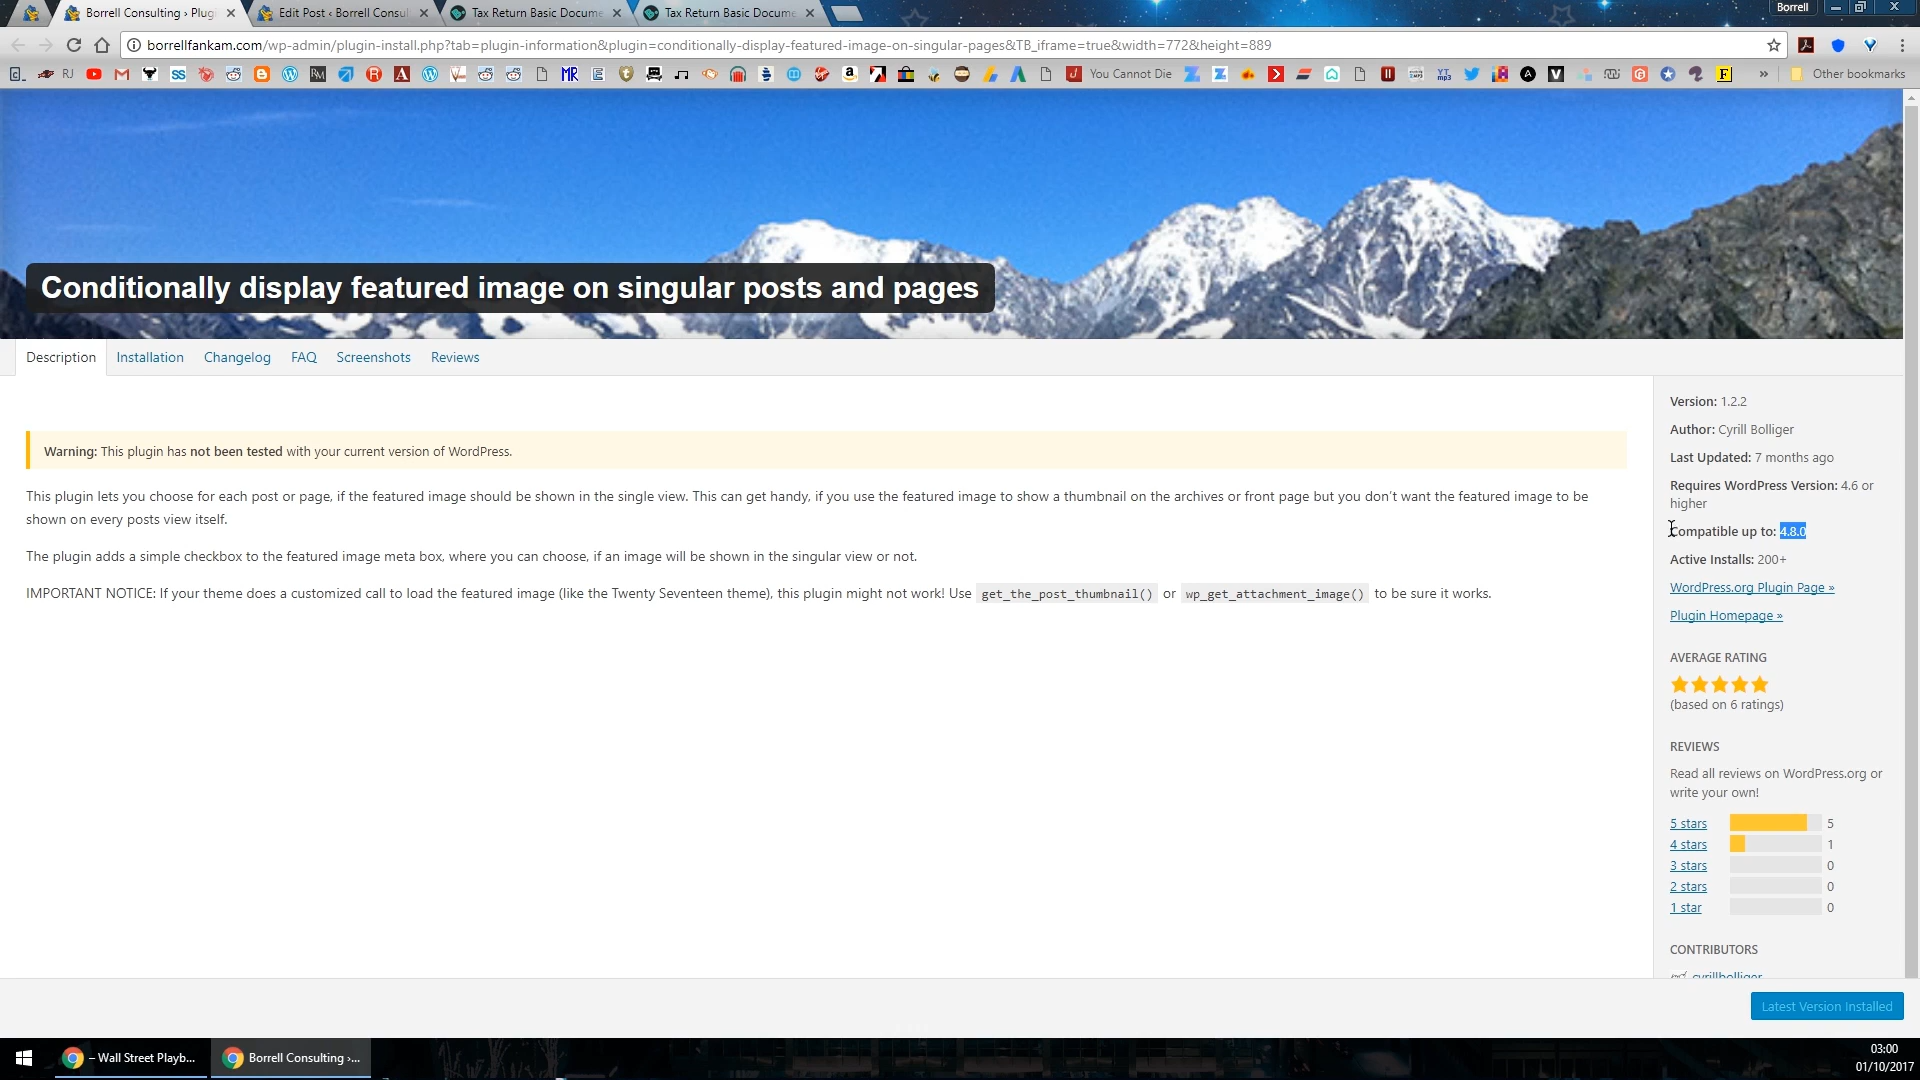 Borrell Consulting › Plugi
Edit Post ‹ Borrell Consul
Tax Return Basic Docume
Tax Return Basic Docume
Borrell
borrellfankam.com/wp-admin/plugin-install.php?tab=plugin-information&plugin=conditionally-display-featured-image-on-singular-pages&TB_iframe=true&width=772&height=889
RJ
You Cannot Die
» Other bookmarks
Conditionally display featured image on singular posts and pages
Description Installation Changelog FAQ Screenshots Reviews
Warning: This plugin has not been tested with your current version of WordPress.
This plugin lets you choose for each post or page, if the featured image should be shown in the single view. This can get handy, if you use the featured image to show a thumbnail on the archives or front page but you don’t want the featured image to be
shown on every posts view itself.
The plugin adds a simple checkbox to the featured image meta box, where you can choose, if an image will be shown in the singular view or not.
IMPORTANT NOTICE: If your theme does a customized call to load the featured image (like the Twenty Seventeen theme), this plugin might not work! Use get_the_post_thumbnail() or wp_get_attachment_image() to be sure it works.
Version: 1.2.2
Author: Cyrill Bolliger
Last Updated: 7 months ago
Requires WordPress Version: 4.6 or
higher
Compatible up to: 4.8.0
Active Installs: 200+
WordPress.org Plugin Page »
Plugin Homepage »
AVERAGE RATING
(based on 6 ratings)
REVIEWS
Read all reviews on WordPress.org or
write your own!
5 stars 5
4 stars 1
3 stars 0
2 stars 0
1 star 0
CONTRIBUTORS
cyrillbolliger
Latest Version Installed
– Wall Street Playb...
Borrell Consulting ›...
03:00
01/10/2017